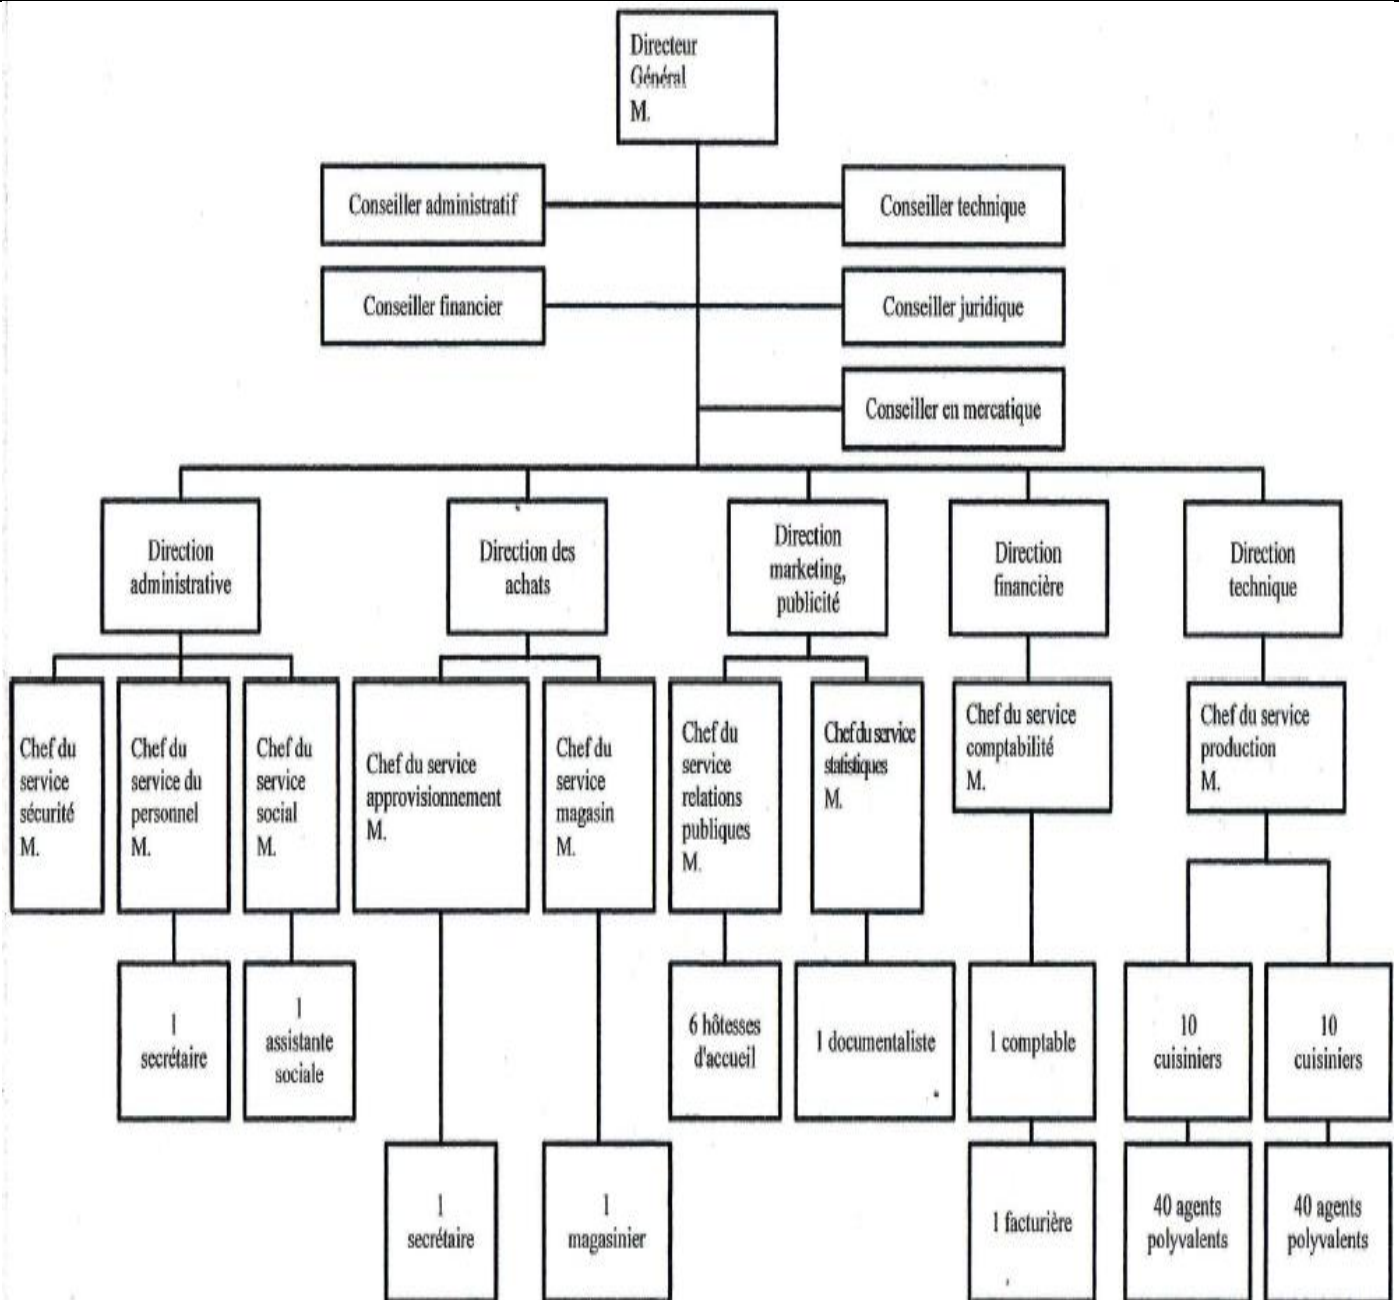 Directeur
Général
M.
Conseiller administratif
Conseiller technique
Conseiller financier
Conseiller juridique
Conseiller en mercatique
Direction
administrative
Direction des
achats
Direction
marketing,
publicité
Direction
financière
Direction
technique
Chef du
service
sécurité
M.
Chef du
service du
personnel
M.
Chef du
service
social
M.
Chef du service
approvisionnement
M.
Chef du
service
magasin
M.
Chef du
service
relations
publiques
M.
Chef du service
statistiques
M.
Chef du service
comptabilité
M.
Chef du service
production
M.
1
secrétaire
1
assistante
sociale
6 hôtesses
d'accueil
1 documentaliste
1 comptable
10
cuisiniers
10
cuisiniers
1
secrétaire
1
magasinier
1 facturière
40 agents
polyvalents
40 agents
polyvalents